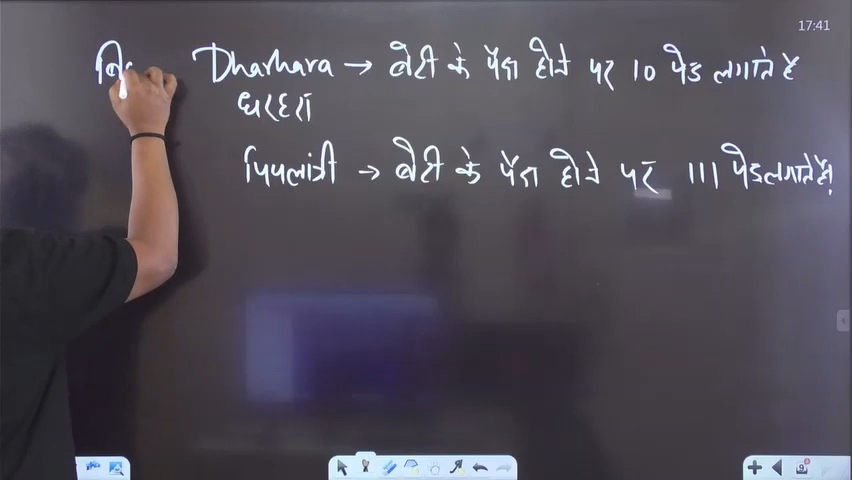 17:41
Dharhara → बेटी के पैदा होने पर 10 पेड़ लगाते है
धरहरा
पिपलांत्री → बेटी के पैदा होने पर 111 पेड़ लगाते है।